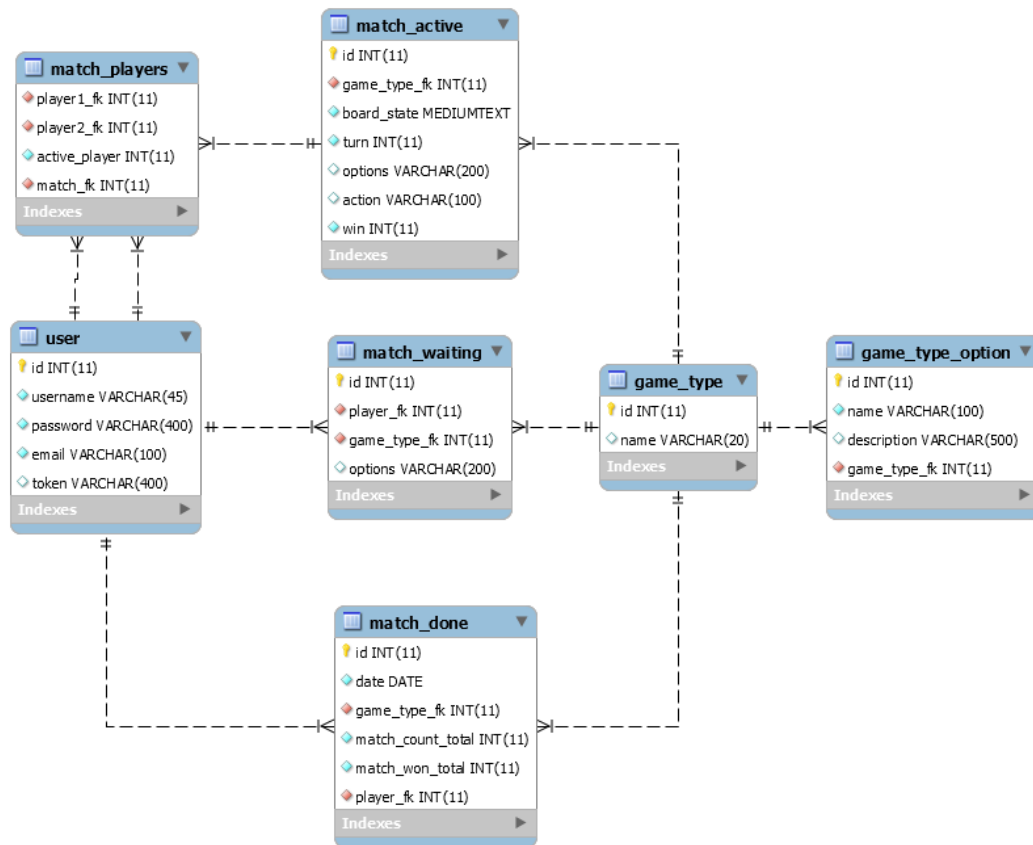 match_active
id INT(11)
game_type_fk INT(11)
board_state MEDIUMTEXT
turn INT(11)
options VARCHAR(200)
action VARCHAR(100)
win INT(11)
Indexes
match_players
player1_fk INT(11)
player2_fk INT(11)
active_player INT(11)
match_fk INT(11)
Indexes
user
id INT(11)
username VARCHAR(45)
password VARCHAR(400)
email VARCHAR(100)
token VARCHAR(400)
Indexes
match_waiting
id INT(11)
player_fk INT(11)
game_type_fk INT(11)
options VARCHAR(200)
Indexes
game_type
id INT(11)
name VARCHAR(20)
Indexes
game_type_option
id INT(11)
name VARCHAR(100)
description VARCHAR(500)
game_type_fk INT(11)
Indexes
match_done
id INT(11)
date DATE
game_type_fk INT(11)
match_count_total INT(11)
match_won_total INT(11)
player_fk INT(11)
Indexes